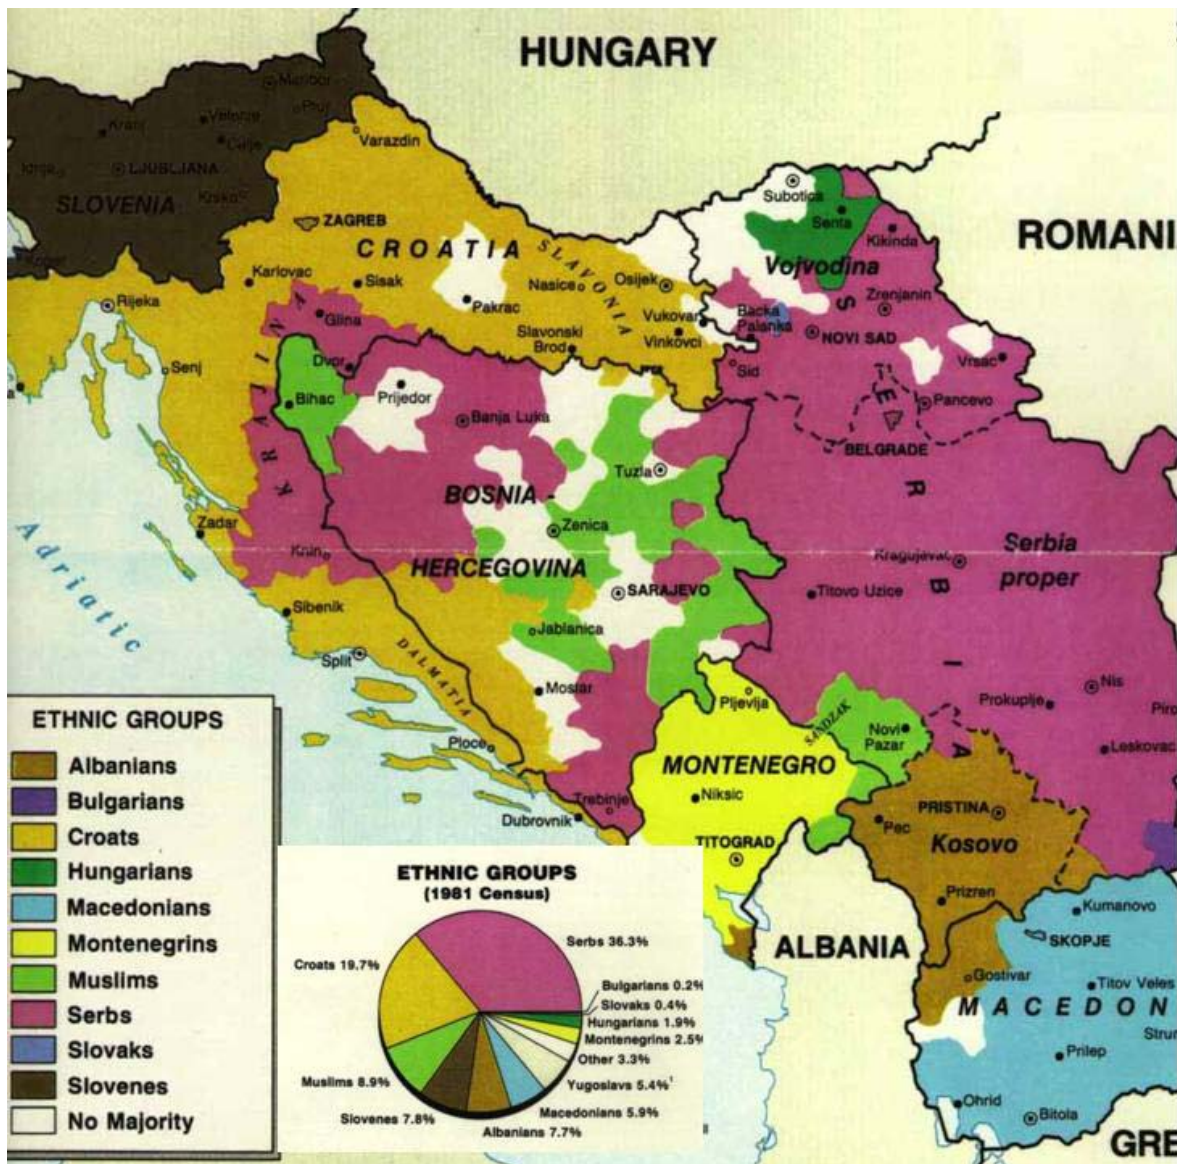 HUNGARY
ROMANI
Maribor
Ptuj
Kranj
Velenje
Celje
Idrija
LJUBLJANA
SLOVENIA
Krsko
Koper
Varazdin
ZAGREB
CROATIA
SLAVONIA
Karlovac
Sisak
Nasice
Osijek
Pakrac
Rijeka
Glina
Slavonski
Brod
Vukovar
Vinkovci
Senj
Dvor
KRAJINA
Subotica
Senta
Kikinda
Vojvodina
Zrenjanin
Backa
Palanka
NOVI SAD
Vrsac
Sid
Pancevo
BELGRADE
SERBIA
Bihac
Prijedor
Banja Luka
Tuzla
BOSNIA -
Zenica
HERCEGOVINA
SARAJEVO
Jablanica
Mostar
Zadar
Knin
Sibenik
Split
DALMATIA
Ploce
Trebinje
Dubrovnik
Adriatic
Kragujevac
Serbia
proper
Titovo Uzice
Prokuplje
Nis
Piro
Leskovac
Pljevlja
SANDZAK
Novi
Pazar
MONTENEGRO
Niksic
TITOGRAD
PRISTINA
Pec
Kosovo
Prizren
ALBANIA
Kumanovo
SKOPJE
Gostivar
Titov Veles
MACEDON
Prilep
Ohrid
Bitola
GRE
ETHNIC GROUPS
Albanians
Bulgarians
Croats
Hungarians
Macedonians
Montenegrins
Muslims
Serbs
Slovaks
Slovenes
No Majority
ETHNIC GROUPS
(1981 Census)
Serbs 36.3%
Croats 19.7%
Bulgarians 0.2%
Slovaks 0.4%
Hungarians 1.9%
Montenegrins 2.5%
Other 3.3%
Yugoslavs 5.4%¹
Muslims 8.9%
Macedonians 5.9%
Slovenes 7.8%
Albanians 7.7%